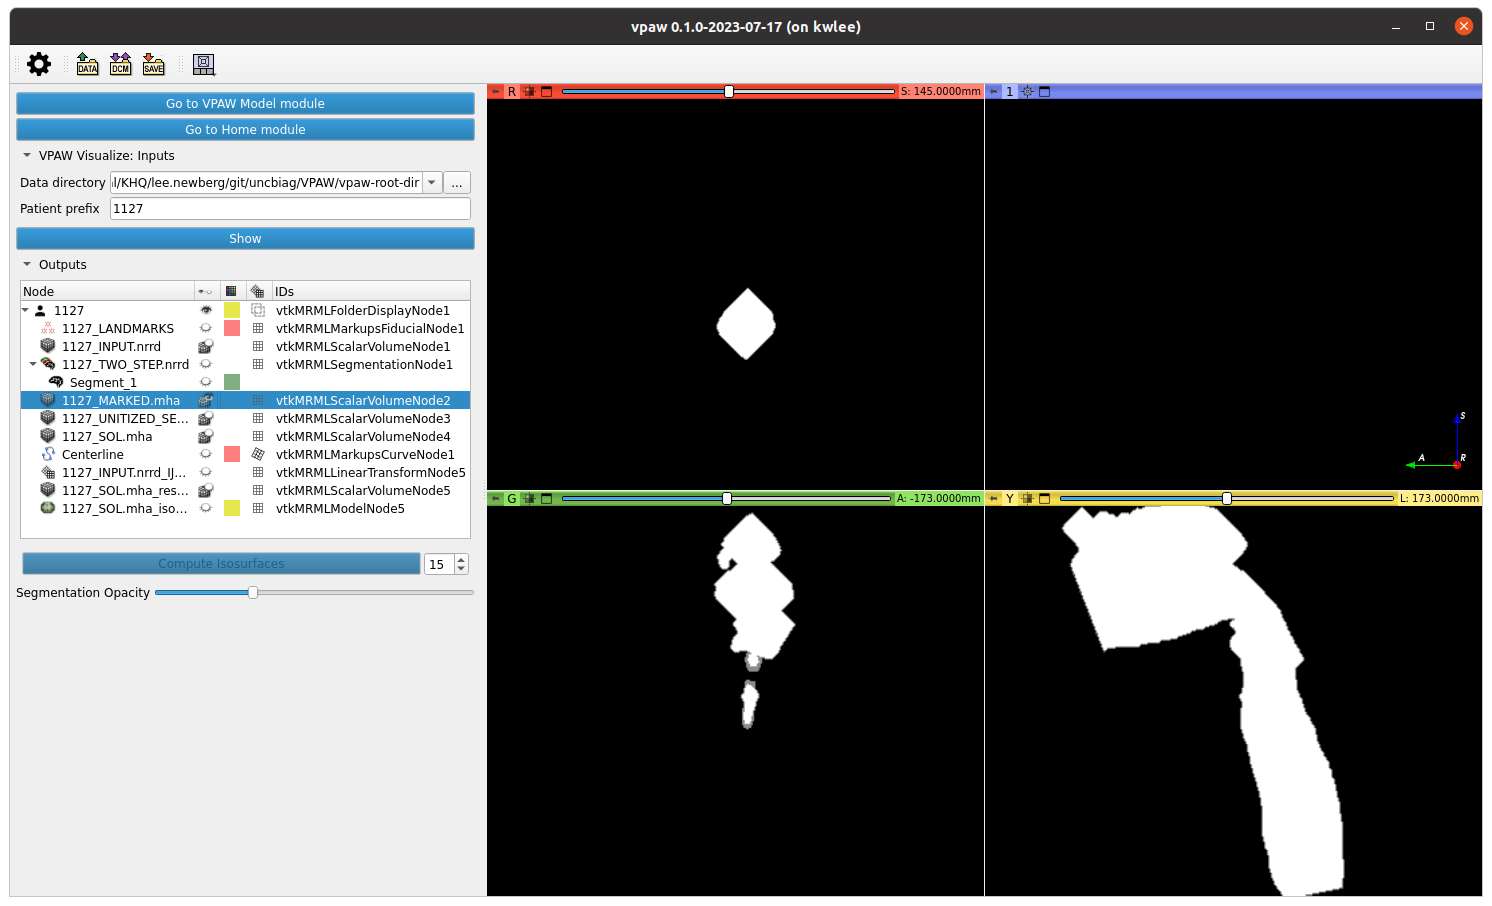 vpaw 0.1.0-2023-07-17 (on kwlee)
DATA DCM SAVE
Go to VPAW Model module
Go to Home module
VPAW Visualize: Inputs
Data directory l/KHQ/lee.newberg/git/uncbiag/VPAW/vpaw-root-dir ...
Patient prefix 1127
Show
Outputs
Node IDs
1127 vtkMRMLFolderDisplayNode1
1127_LANDMARKS vtkMRMLMarkupsFiducialNode1
1127_INPUT.nrrd vtkMRMLScalarVolumeNode1
1127_TWO_STEP.nrrd vtkMRMLSegmentationNode1
Segment_1
1127_MARKED.mha vtkMRMLScalarVolumeNode2
1127_UNITIZED_SE... vtkMRMLScalarVolumeNode3
1127_SOL.mha vtkMRMLScalarVolumeNode4
Centerline vtkMRMLMarkupsCurveNode1
1127_INPUT.nrrd_IJ... vtkMRMLLinearTransformNode5
1127_SOL.mha_res... vtkMRMLScalarVolumeNode5
1127_SOL.mha_iso... vtkMRMLModelNode5
Compute Isosurfaces 15
Segmentation Opacity
R S: 145.0000mm
1
S
A R
G A: -173.0000mm
Y L: 173.0000mm